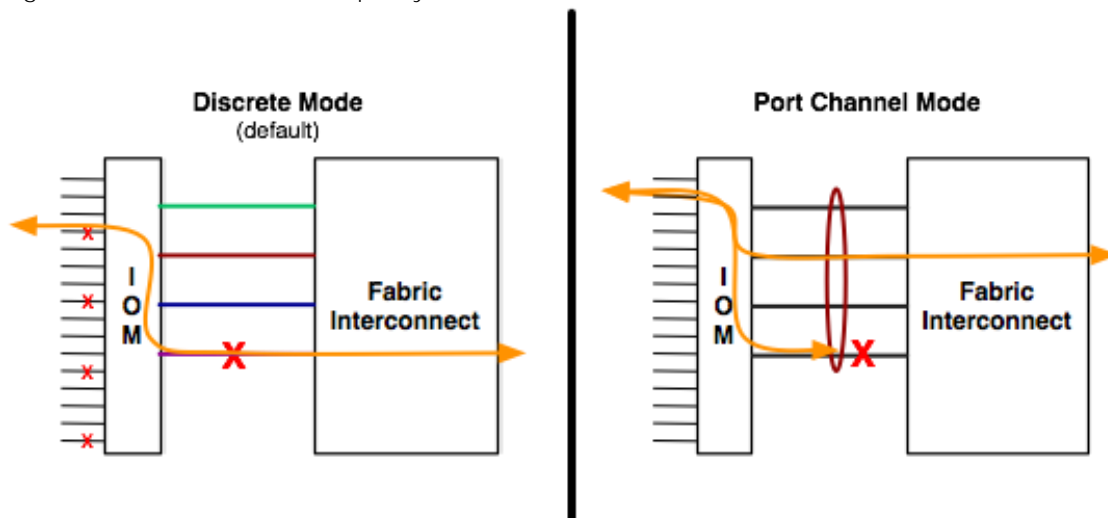 Discrete Mode
(default)
I
O
M
Fabric
Interconnect
X
X
X
X
X
Port Channel Mode
I
O
M
Fabric
Interconnect
X